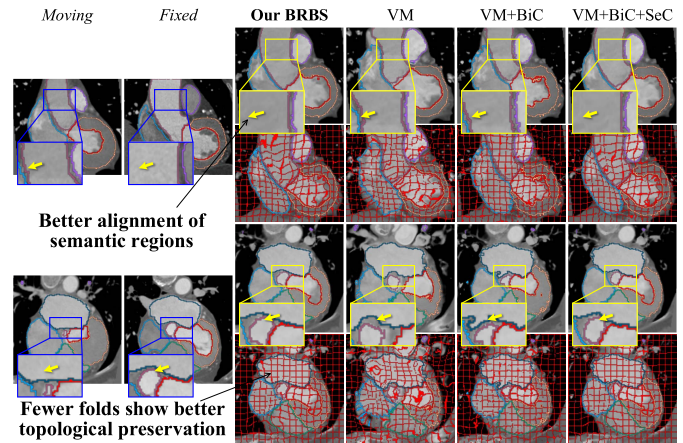 Moving Fixed Our BRBS VM VM+BiC VM+BiC+SeC
Better alignment of
semantic regions
Fewer folds show better
topological preservation